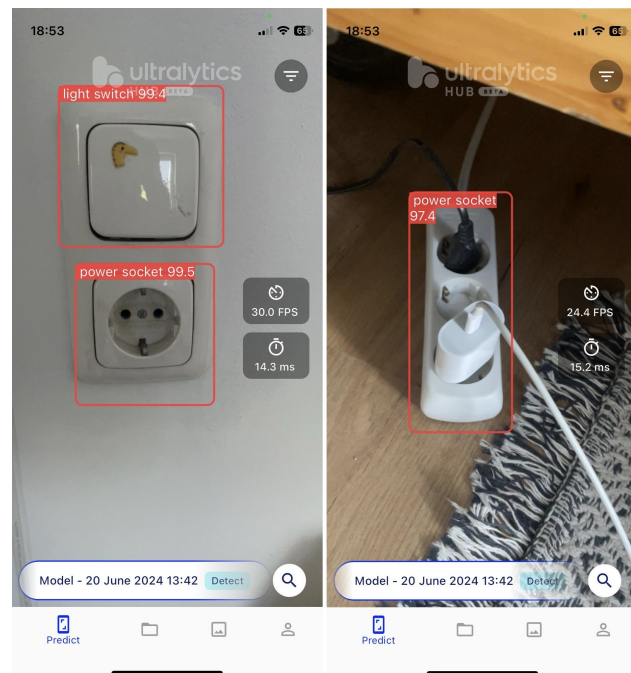 18:53
65
ultralytics
HUB BETA
light switch 99.4
power socket 99.5
30.0 FPS
14.3 ms
Model - 20 June 2024 13:42 Detect
Predict
18:53
65
ultralytics
HUB BETA
power socket
97.4
24.4 FPS
15.2 ms
Model - 20 June 2024 13:42 Detect
Predict